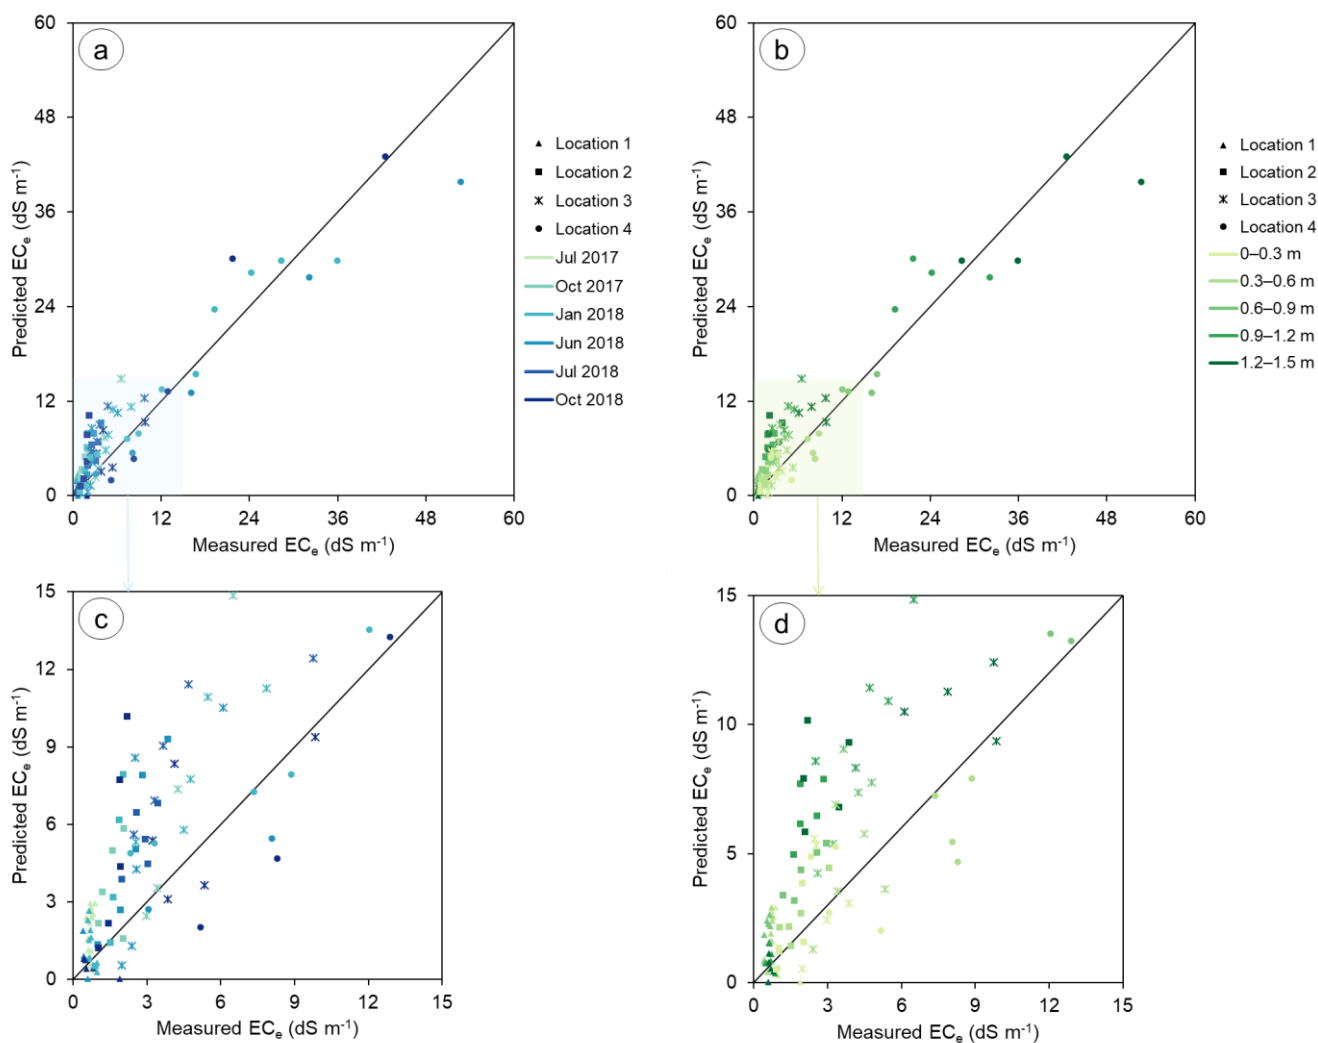 a
60
48
36
24
12
0
Predicted ECe (dS m-1)
0 12 24 36 48 60
Measured ECe (dS m-1)
Location 1
Location 2
Location 3
Location 4
Jul 2017
Oct 2017
Jan 2018
Jun 2018
Jul 2018
Oct 2018
b
60
48
36
24
12
0
Predicted ECe (dS m-1)
0 12 24 36 48 60
Measured ECe (dS m-1)
Location 1
Location 2
Location 3
Location 4
0–0.3 m
0.3–0.6 m
0.6–0.9 m
0.9–1.2 m
1.2–1.5 m
c
15
12
9
6
3
0
Predicted ECe (dS m-1)
0 3 6 9 12 15
Measured ECe (dS m-1)
d
15
10
5
0
Predicted ECe (dS m-1)
0 3 6 9 12 15
Measured ECe (dS m-1)